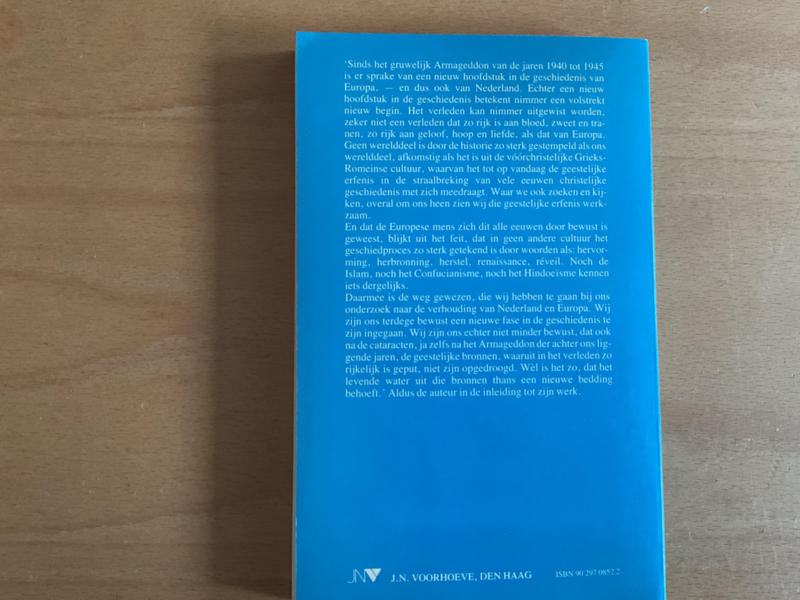 ‘Sinds het gruwelijk Armageddon van de jaren 1940 tot 1945
is er sprake van een nieuw hoofdstuk in de geschiedenis van
Europa, — en dus ook van Nederland. Echter een nieuw
hoofdstuk in de geschiedenis betekent nimmer een volstrekt
nieuw begin. Het verleden kan nimmer uitgewist worden,
zeker niet een verleden dat zo rijk is aan bloed, zweet en tra-
nen, zo rijk aan geloof, hoop en liefde, als dat van Europa.
Geen werelddeel is door de historie zo sterk gestempeld als ons
werelddeel, afkomstig als het is uit de vóórchristelijke Grieks-
Romeinse cultuur, waarvan het tot op vandaag de geestelijke
erfenis in de straalbreking van vele eeuwen christelijke
geschiedenis met zich meedraagt. Waar we ook zoeken en kij-
ken, overal om ons heen zien wij die geestelijke erfenis werk-
zaam.
En dat de Europese mens zich dit alle eeuwen door bewust is
geweest, blijkt uit het feit, dat in geen andere cultuur het
geschiedproces zo sterk getekend is door woorden als: hervor-
ming, herbronning, herstel, renaissance, réveil. Noch de
Islam, noch het Confucianisme, noch het Hindoeïsme kennen
iets dergelijks.
Daarmee is de weg gewezen, die wij hebben te gaan bij ons
onderzoek naar de verhouding van Nederland en Europa. Wij
zijn ons terdege bewust een nieuwe fase in de geschiedenis te
zijn ingegaan. Wij zijn ons echter niet minder bewust, dat ook
na de cataracten, ja zelfs na het Armageddon der achter ons lig-
gende jaren, de geestelijke bronnen, waaruit in het verleden zo
rijkelijk is geput, niet zijn opgedroogd. Wèl is het zo, dat het
levende water uit die bronnen thans een nieuwe bedding
behoeft.’ Aldus de auteur in de inleiding tot zijn werk.
JNV J.N. VOORHOEVE, DEN HAAG ISBN 90 297 0852 2